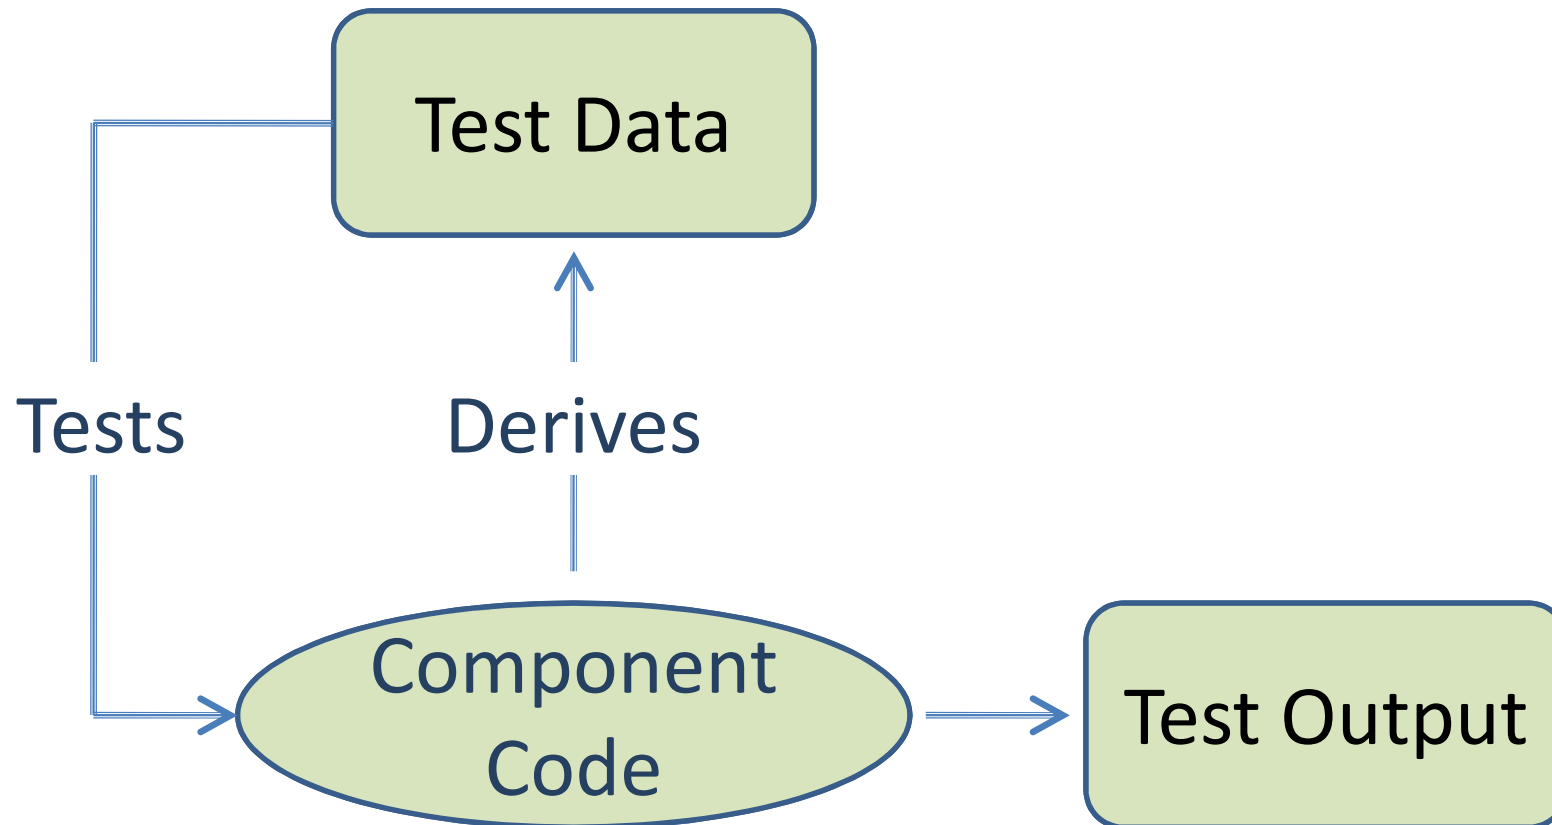 Test Data
Tests
Derives
Component
Code
Test Output